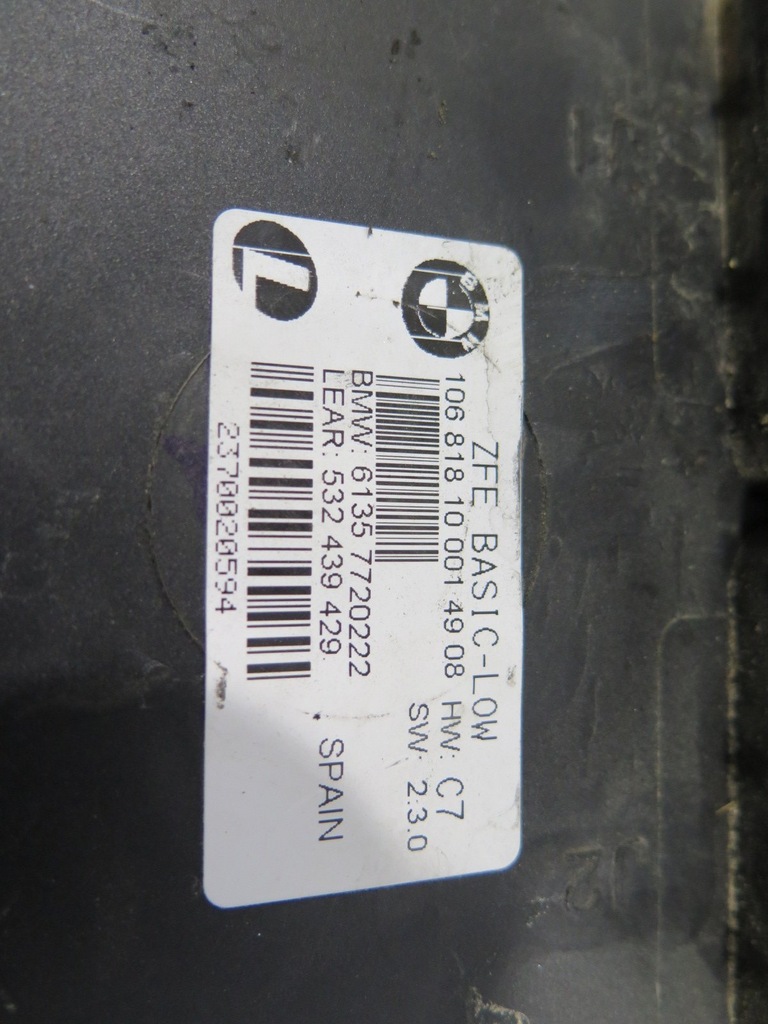 BMW
ZFE BASIC-LOW
106 818 10 001 49 08 HW: C7
SW: 2.3.0
BMW: 6135 7720222
LEAR: 532 439 429
SPAIN
2370020594
12